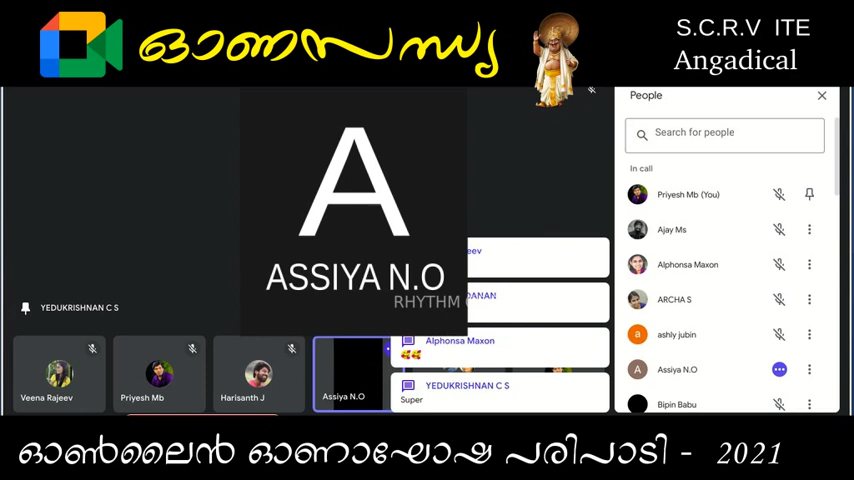 ഓണസന്ധ്യ
S.C.R.V ITE
Angadical
People
Search for people
In call
Priyesh Mb (You)
Ajay Ms
Alphonsa Maxon
ARCHA S
a
ashly jubin
A
Assiya N.O
Bipin Babu
A
ASSIYA N.O
RHYTHM
YEDUKRISHNAN C S
Alphonsa Maxon
YEDUKRISHNAN C S
Super
Veena Rajeev
Priyesh Mb
Harisanth J
Assiya N.O
ഓൺലൈൻ ഓണാഘോഷ പരിപാടി - 2021